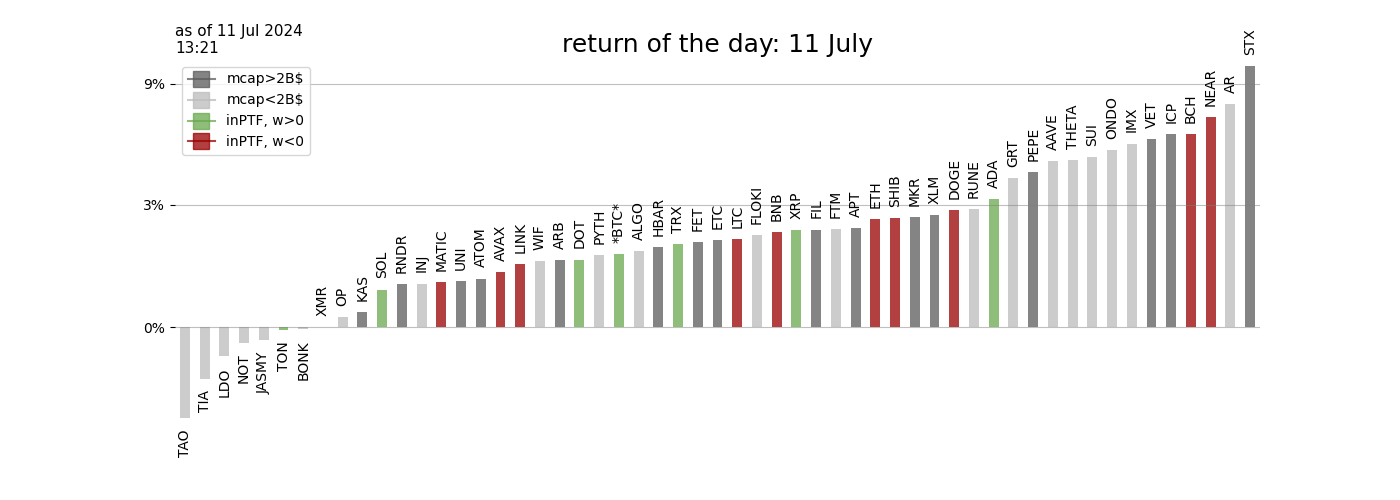 as of 11 Jul 2024
13:21
return of the day: 11 July
mcap>2B$
mcap<2B$
inPTF, w>0
inPTF, w<0
9%
3%
0%
TAO
TIA
LDO
NOT
JASMY
TON
BONK
XMR
OP
KAS
SOL
RNDR
INJ
MATIC
UNI
ATOM
AVAX
LINK
WIF
ARB
DOT
PYTH
*BTC*
ALGO
HBAR
TRX
FET
ETC
LTC
FLOKI
BNB
XRP
FIL
FTM
APT
ETH
SHIB
MKR
XLM
DOGE
RUNE
ADA
GRT
PEPE
AAVE
THETA
SUI
ONDO
IMX
VET
ICP
BCH
NEAR
AR
STX